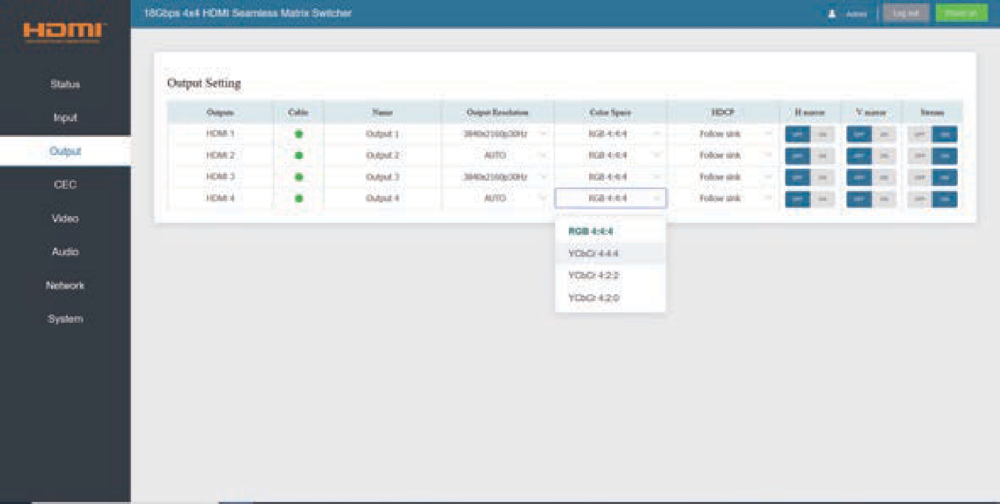 HDMI
18Gbps 4x4 HDMI Seamless Matrix Switcher
Admin
Log out
Status
Input
Output
CEC
Video
Audio
Network
System
Output Setting
Outputs Cable Name Output Resolution Color Space HDCP H mirror V mirror Stream
HDMI 1 Output 1 3840x2160p30Hz RGB 4:4:4 Follow sink OFF ON OFF ON OFF ON
HDMI 2 Output 2 AUTO RGB 4:4:4 Follow sink OFF ON OFF ON OFF ON
HDMI 3 Output 3 3840x2160p30Hz RGB 4:4:4 Follow sink OFF ON OFF ON OFF ON
HDMI 4 Output 4 AUTO RGB 4:4:4 Follow sink OFF ON OFF ON OFF ON
RGB 4:4:4
YCbCr 4:4:4
YCbCr 4:2:2
YCbCr 4:2:0